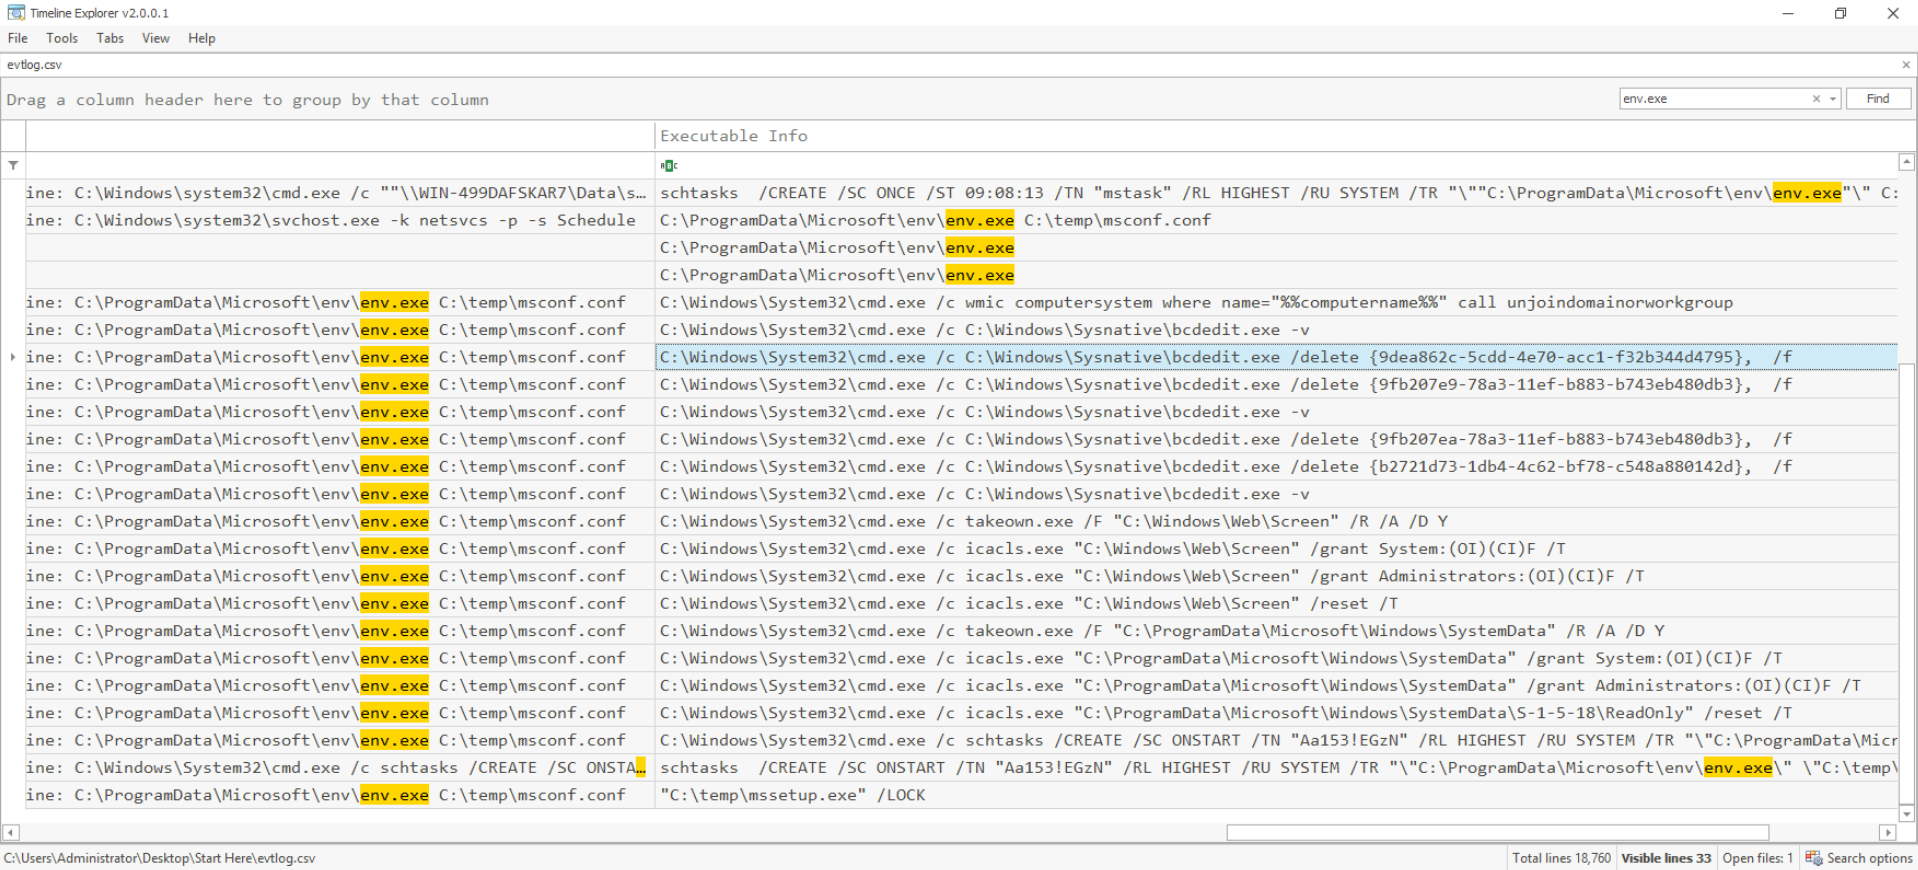 Timeline Explorer v2.0.0.1
File Tools Tabs View Help
evtlog.csv
Drag a column header here to group by that column
env.exe Find
Executable Info
ine: C:\Windows\system32\cmd.exe /c ""\\WIN-499DAFSKAR7\Data\s... schtasks /CREATE /SC ONCE /ST 09:08:13 /TN "mstask" /RL HIGHEST /RU SYSTEM /TR "\""C:\ProgramData\Microsoft\env\env.exe"\" C:
ine: C:\Windows\system32\svchost.exe -k netsvcs -p -s Schedule C:\ProgramData\Microsoft\env\env.exe C:\temp\msconf.conf
C:\ProgramData\Microsoft\env\env.exe
C:\ProgramData\Microsoft\env\env.exe
ine: C:\ProgramData\Microsoft\env\env.exe C:\temp\msconf.conf C:\Windows\System32\cmd.exe /c wmic computersystem where name="%%computername%%" call unjoindomainorworkgroup
ine: C:\ProgramData\Microsoft\env\env.exe C:\temp\msconf.conf C:\Windows\System32\cmd.exe /c C:\Windows\Sysnative\bcdedit.exe -v
ine: C:\ProgramData\Microsoft\env\env.exe C:\temp\msconf.conf C:\Windows\System32\cmd.exe /c C:\Windows\Sysnative\bcdedit.exe /delete {9dea862c-5cdd-4e70-acc1-f32b344d4795}, /f
ine: C:\ProgramData\Microsoft\env\env.exe C:\temp\msconf.conf C:\Windows\System32\cmd.exe /c C:\Windows\Sysnative\bcdedit.exe /delete {9fb207e9-78a3-11ef-b883-b743eb480db3}, /f
ine: C:\ProgramData\Microsoft\env\env.exe C:\temp\msconf.conf C:\Windows\System32\cmd.exe /c C:\Windows\Sysnative\bcdedit.exe -v
ine: C:\ProgramData\Microsoft\env\env.exe C:\temp\msconf.conf C:\Windows\System32\cmd.exe /c C:\Windows\Sysnative\bcdedit.exe /delete {9fb207ea-78a3-11ef-b883-b743eb480db3}, /f
ine: C:\ProgramData\Microsoft\env\env.exe C:\temp\msconf.conf C:\Windows\System32\cmd.exe /c C:\Windows\Sysnative\bcdedit.exe /delete {b2721d73-1db4-4c62-bf78-c548a880142d}, /f
ine: C:\ProgramData\Microsoft\env\env.exe C:\temp\msconf.conf C:\Windows\System32\cmd.exe /c C:\Windows\Sysnative\bcdedit.exe -v
ine: C:\ProgramData\Microsoft\env\env.exe C:\temp\msconf.conf C:\Windows\System32\cmd.exe /c takeown.exe /F "C:\Windows\Web\Screen" /R /A /D Y
ine: C:\ProgramData\Microsoft\env\env.exe C:\temp\msconf.conf C:\Windows\System32\cmd.exe /c icacls.exe "C:\Windows\Web\Screen" /grant System:(OI)(CI)F /T
ine: C:\ProgramData\Microsoft\env\env.exe C:\temp\msconf.conf C:\Windows\System32\cmd.exe /c icacls.exe "C:\Windows\Web\Screen" /grant Administrators:(OI)(CI)F /T
ine: C:\ProgramData\Microsoft\env\env.exe C:\temp\msconf.conf C:\Windows\System32\cmd.exe /c icacls.exe "C:\Windows\Web\Screen" /reset /T
ine: C:\ProgramData\Microsoft\env\env.exe C:\temp\msconf.conf C:\Windows\System32\cmd.exe /c takeown.exe /F "C:\ProgramData\Microsoft\Windows\SystemData" /R /A /D Y
ine: C:\ProgramData\Microsoft\env\env.exe C:\temp\msconf.conf C:\Windows\System32\cmd.exe /c icacls.exe "C:\ProgramData\Microsoft\Windows\SystemData" /grant System:(OI)(CI)F /T
ine: C:\ProgramData\Microsoft\env\env.exe C:\temp\msconf.conf C:\Windows\System32\cmd.exe /c icacls.exe "C:\ProgramData\Microsoft\Windows\SystemData" /grant Administrators:(OI)(CI)F /T
ine: C:\ProgramData\Microsoft\env\env.exe C:\temp\msconf.conf C:\Windows\System32\cmd.exe /c icacls.exe "C:\ProgramData\Microsoft\Windows\SystemData\S-1-5-18\ReadOnly" /reset /T
ine: C:\ProgramData\Microsoft\env\env.exe C:\temp\msconf.conf C:\Windows\System32\cmd.exe /c schtasks /CREATE /SC ONSTART /TN "Aa153!EGzN" /RL HIGHEST /RU SYSTEM /TR "\"C:\ProgramData\Micr
ine: C:\Windows\System32\cmd.exe /c schtasks /CREATE /SC ONSTA... schtasks /CREATE /SC ONSTART /TN "Aa153!EGzN" /RL HIGHEST /RU SYSTEM /TR "\"C:\ProgramData\Microsoft\env\env.exe\" \"C:\temp\
ine: C:\ProgramData\Microsoft\env\env.exe C:\temp\msconf.conf "C:\temp\mssetup.exe" /LOCK
C:\Users\Administrator\Desktop\Start Here\evtlog.csv Total lines 18,760 Visible lines 33 Open files: 1 Search options